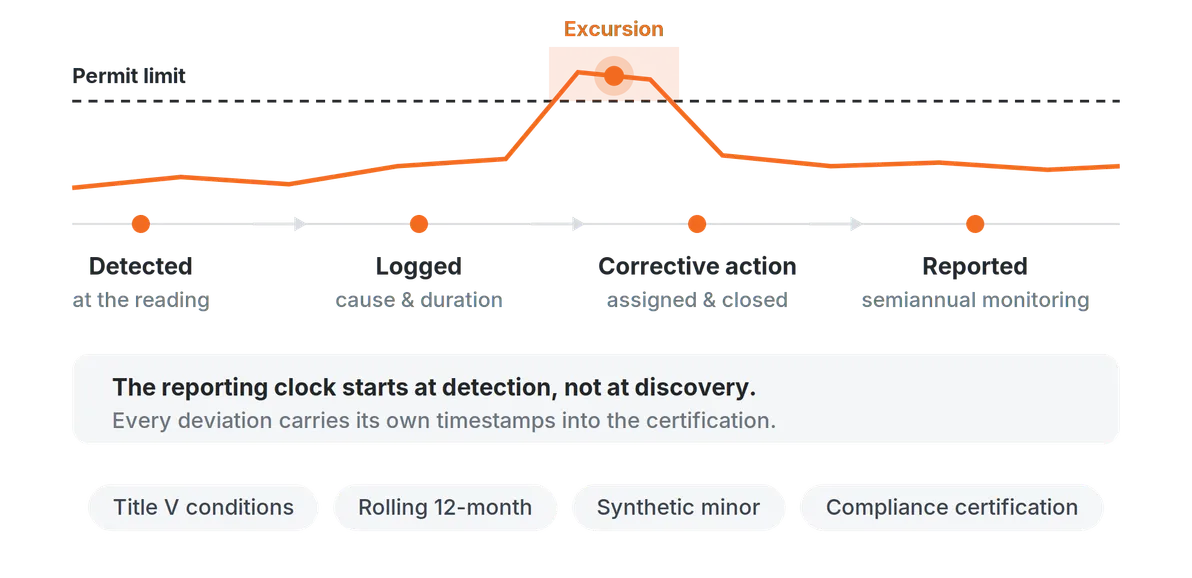 Excursion
Permit limit
Detected
at the reading
Logged
cause & duration
Corrective action
assigned & closed
Reported
semiannual monitoring
The reporting clock starts at detection, not at discovery.
Every deviation carries its own timestamps into the certification.
Title V conditions
Rolling 12-month
Synthetic minor
Compliance certification